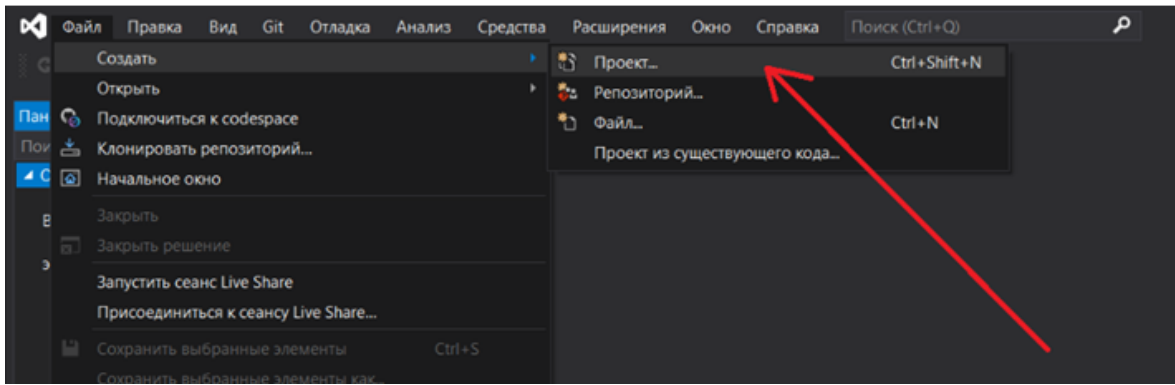 Файл Правка Вид Git Отладка Анализ Средства Расширения Окно Справка Поиск (Ctrl+Q)
Создать
Открыть
Подключиться к codespace
Клонировать репозиторий...
Начальное окно
Закрыть
Закрыть решение
Запустить сеанс Live Share
Присоединиться к сеансу Live Share...
Сохранить выбранные элементы Ctrl+S
Сохранить выбранные элементы как...
Проект... Ctrl+Shift+N
Репозиторий...
Файл... Ctrl+N
Проект из существующего кода...